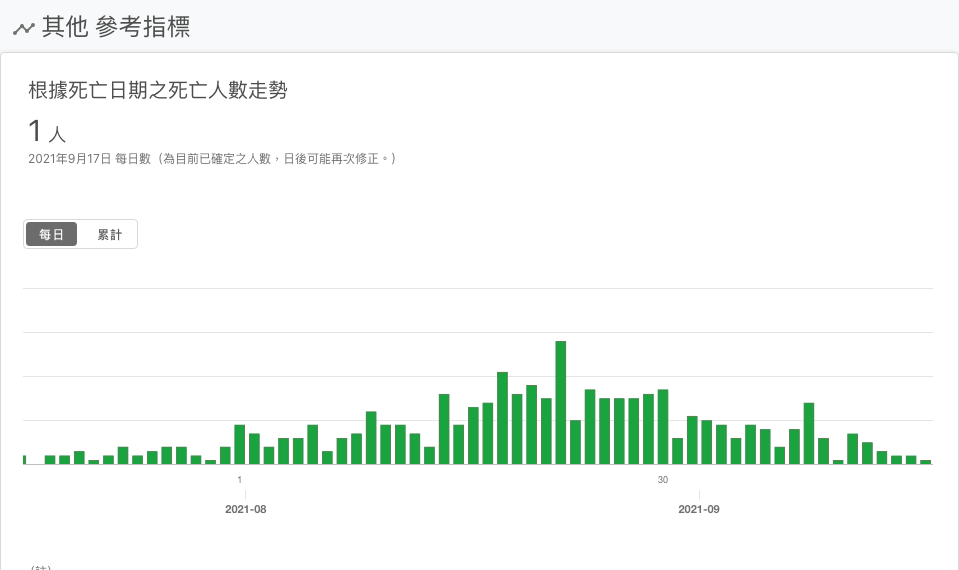 其他 參考指標
根據死亡日期之死亡人數走勢
1 人
2021年9月17日 每日數（為目前已確定之人數，日後可能再次修正。）
每日 累計
1 30
2021-08 2021-09